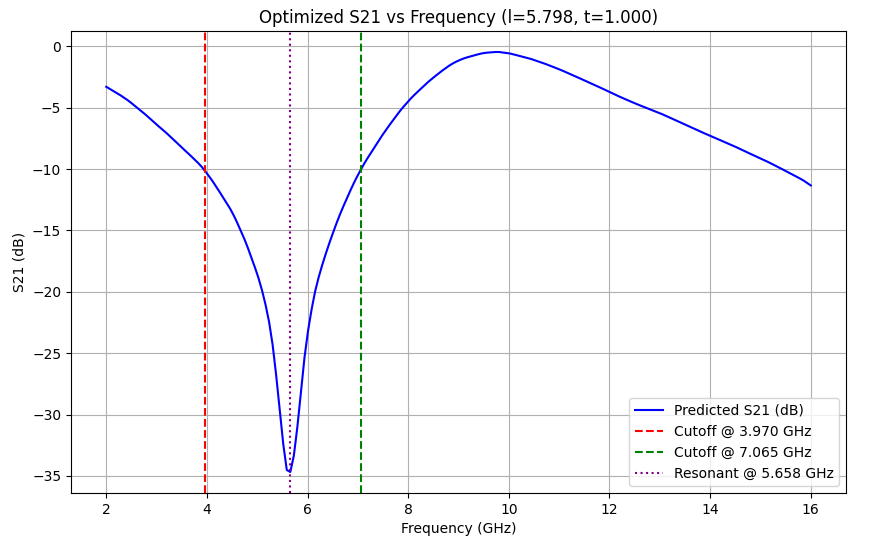 Optimized S21 vs Frequency (l=5.798, t=1.000)
S21 (dB)
0
−5
−10
−15
−20
−25
−30
−35
2
4
6
8
10
12
14
16
Frequency (GHz)
Predicted S21 (dB)
Cutoff @ 3.970 GHz
Cutoff @ 7.065 GHz
Resonant @ 5.658 GHz